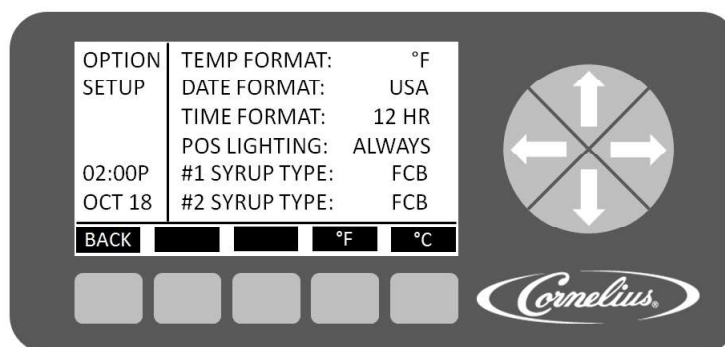 OPTION TEMP FORMAT: °F
SETUP DATE FORMAT: USA
TIME FORMAT: 12 HR
POS LIGHTING: ALWAYS
02:00P #1 SYRUP TYPE: FCB
OCT 18 #2 SYRUP TYPE: FCB
BACK °F °C
Cornelius®